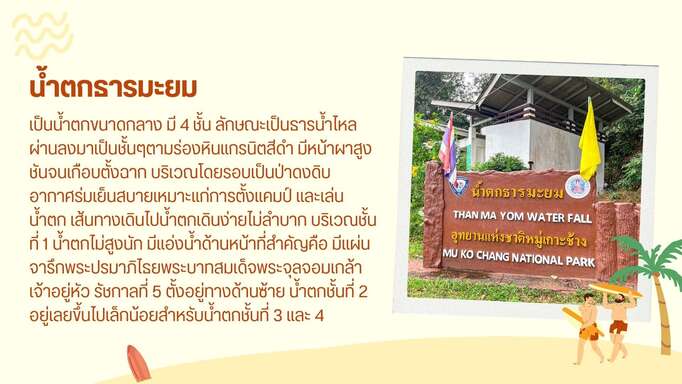 น้ำตกธารมะยม
เป็นน้ำตกขนาดกลาง มี 4 ชั้น ลักษณะเป็นธารน้ำไหล
ผ่านลงมาเป็นชั้นๆตามร่องหินแกรนิตสีดำ มีหน้าผาสูง
ชันจนเกือบตั้งฉาก บริเวณโดยรอบเป็นป่าดงดิบ
อากาศร่มเย็นสบายเหมาะแก่การตั้งแคมป์ และเล่น
น้ำตก เส้นทางเดินไปน้ำตกเดินง่ายไม่ลำบาก บริเวณชั้น
ที่ 1 น้ำตกไม่สูงนัก มีแอ่งน้ำด้านหน้าที่สำคัญคือ มีแผ่น
จารึกพระปรมาภิไธยพระบาทสมเด็จพระจุลจอมเกล้า
เจ้าอยู่หัว รัชกาลที่ 5 ตั้งอยู่ทางด้านซ้าย น้ำตกชั้นที่ 2
อยู่เลยขึ้นไปเล็กน้อยสำหรับน้ำตกชั้นที่ 3 และ 4
น้ำตกธารมะยม
THAN MA YOM WATER FALL
อุทยานแห่งชาติหมู่เกาะช้าง
MU KO CHANG NATIONAL PARK